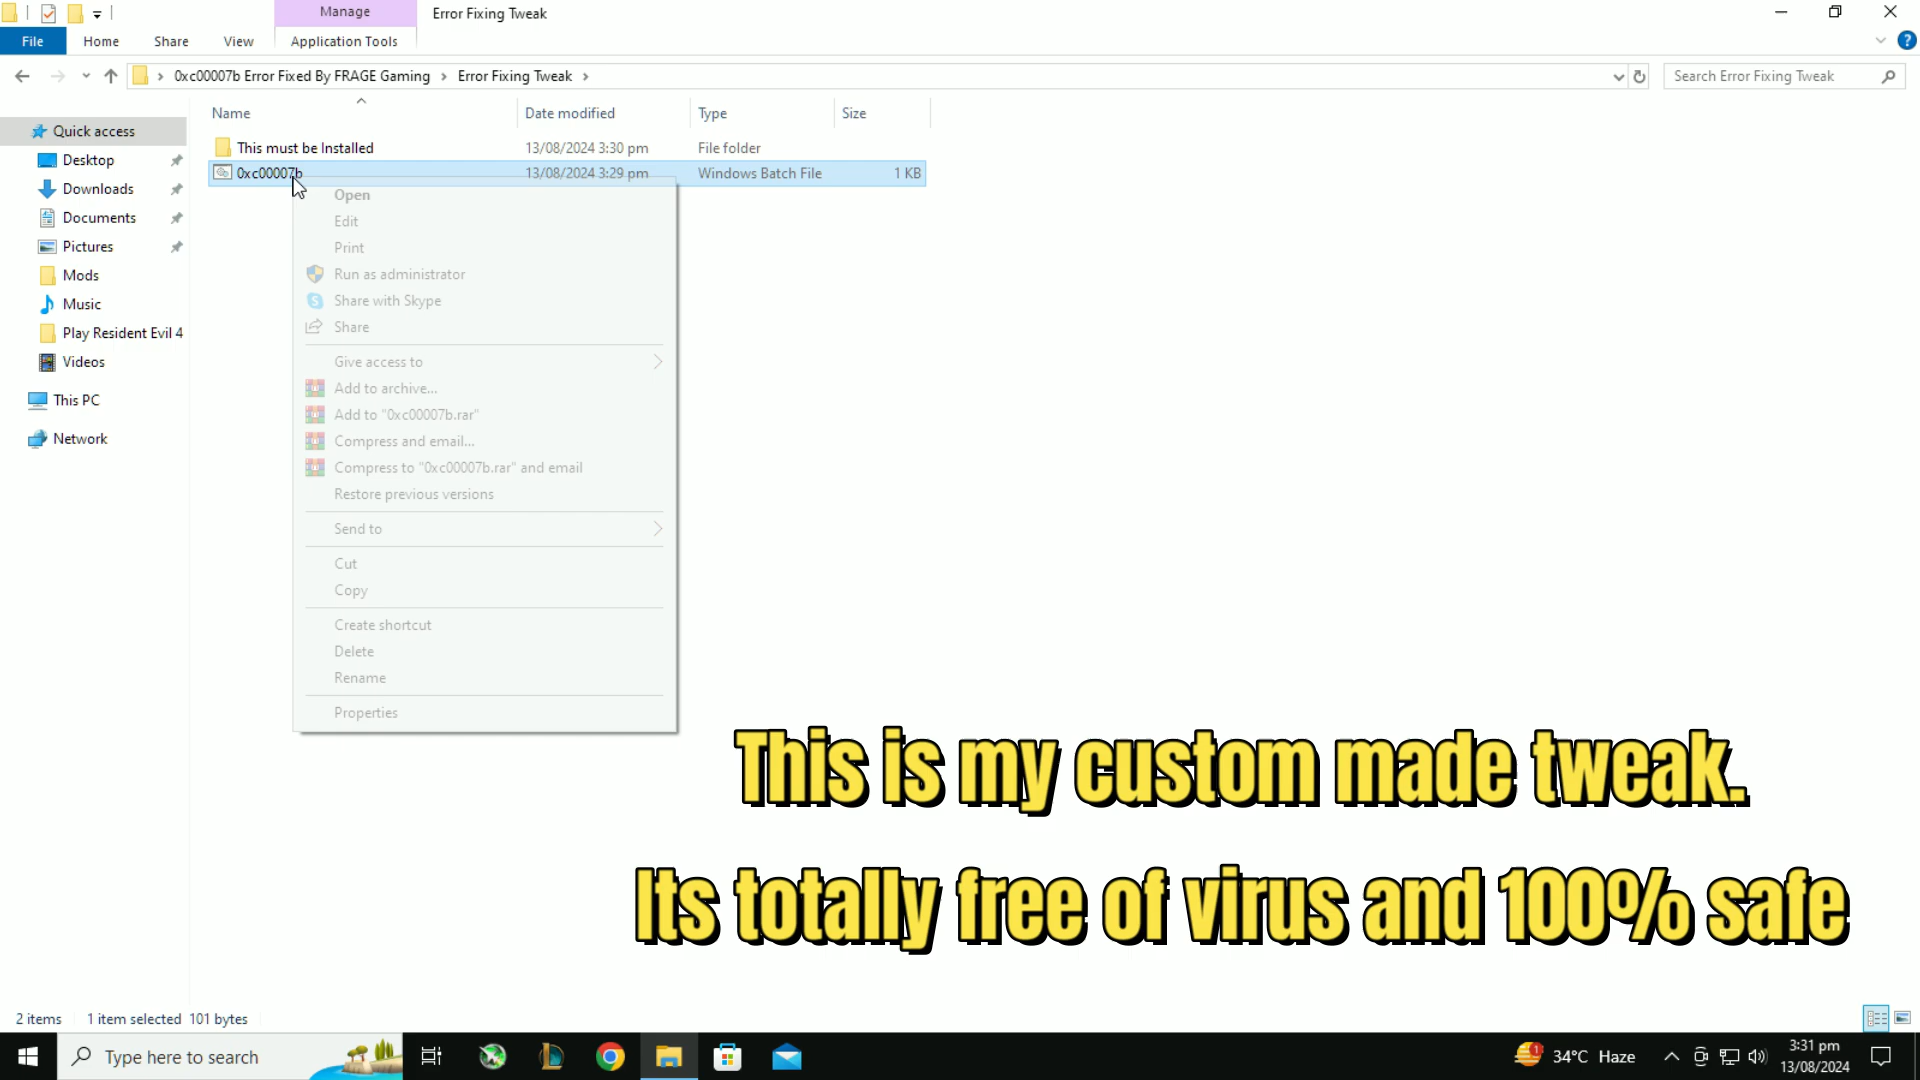 Manage
Error Fixing Tweak
File
Home
Share
View
Application Tools
0xc00007b Error Fixed By FRAGE Gaming
Error Fixing Tweak
Search Error Fixing Tweak
Name
Date modified
Type
Size
Quick access
Desktop
Downloads
Documents
Pictures
Mods
Music
Play Resident Evil 4
Videos
This PC
Network
This must be Installed
13/08/2024 3:30 pm
File folder
0xc00007b
13/08/2024 3:29 pm
Windows Batch File
1 KB
Open
Edit
Print
Run as administrator
Share with Skype
Share
Give access to
Add to archive...
Add to "0xc00007b.rar"
Compress and email...
Compress to "0xc00007b.rar" and email
Restore previous versions
Send to
Cut
Copy
Create shortcut
Delete
Rename
Properties
This is my custom made tweak.
Its totally free of virus and 100% safe
2 items
1 item selected 101 bytes
Type here to search
1
34°C Haze
3:31 pm
13/08/2024